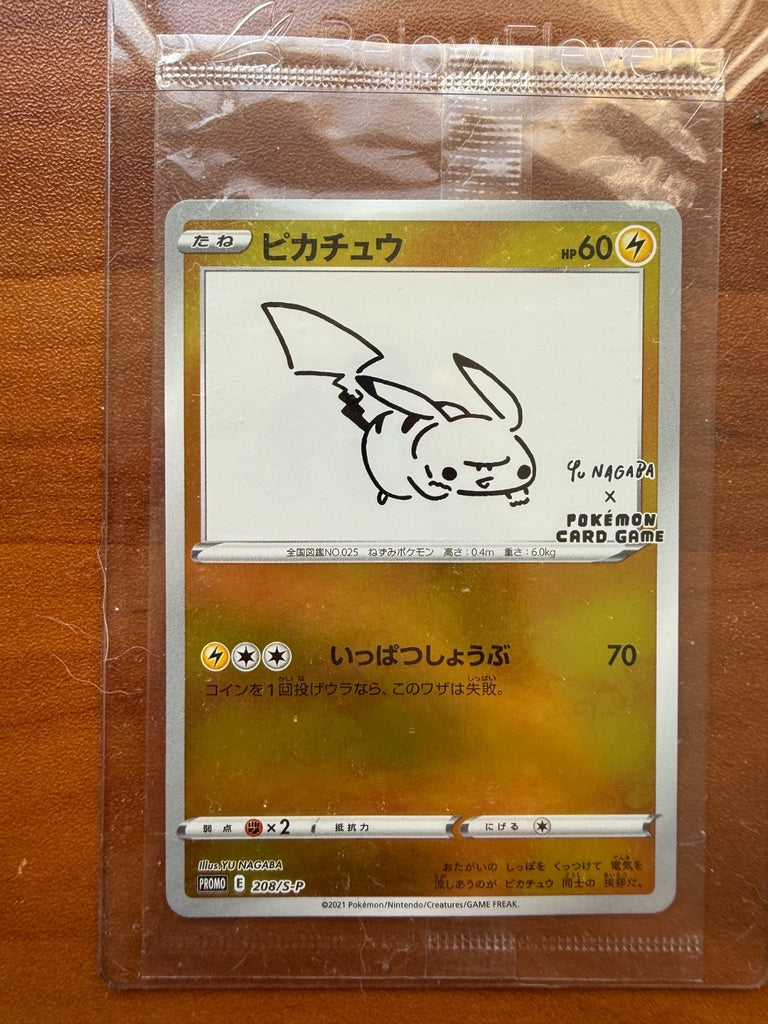 BelowEleven
たね ピカチュウ HP60
Yu NAGABA
×
POKÉMON
CARD GAME
全国図鑑NO.025 ねずみポケモン 高さ:0.4m 重さ:6.0kg
いっぱつしょうぶ 70
コインを1回投げウラなら、このワザは失敗。
弱点 ×2 抵抗力 にげる
Illus.YU NAGABA
おたがいの しっぽを くっつけて 電気を
流しあうのが ピカチュウ 同士の 挨拶だ。
PROMO E 208/S-P
©2021 Pokémon/Nintendo/Creatures/GAME FREAK.